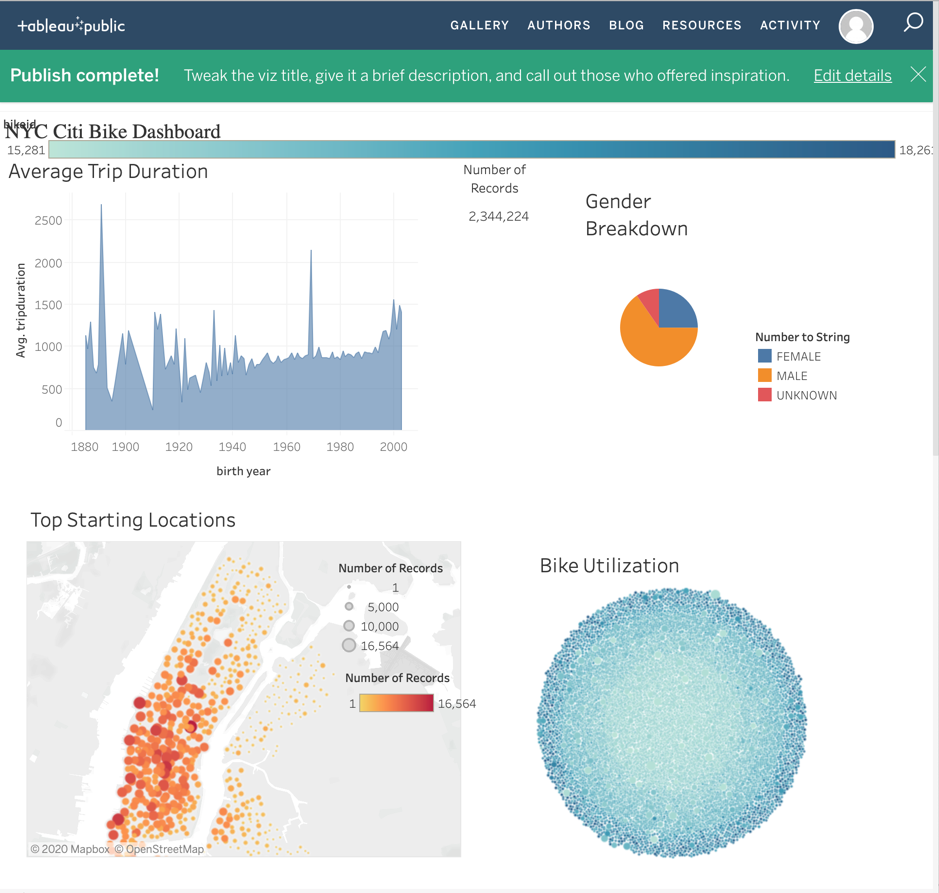 +ableau+public
GALLERY AUTHORS BLOG RESOURCES ACTIVITY
Publish complete! Tweak the viz title, give it a brief description, and call out those who offered inspiration. Edit details
bikeid
NYC Citi Bike Dashboard
15,281
18,26
Average Trip Duration
Number of
Records
2,344,224
Gender
Breakdown
Avg. tripduration
2500
2000
1500
1000
500
0
1880 1900 1920 1940 1960 1980 2000
birth year
Number to String
FEMALE
MALE
UNKNOWN
Top Starting Locations
Number of Records
1
5,000
10,000
16,564
Number of Records
1 16,564
© 2020 Mapbox © OpenStreetMap
Bike Utilization